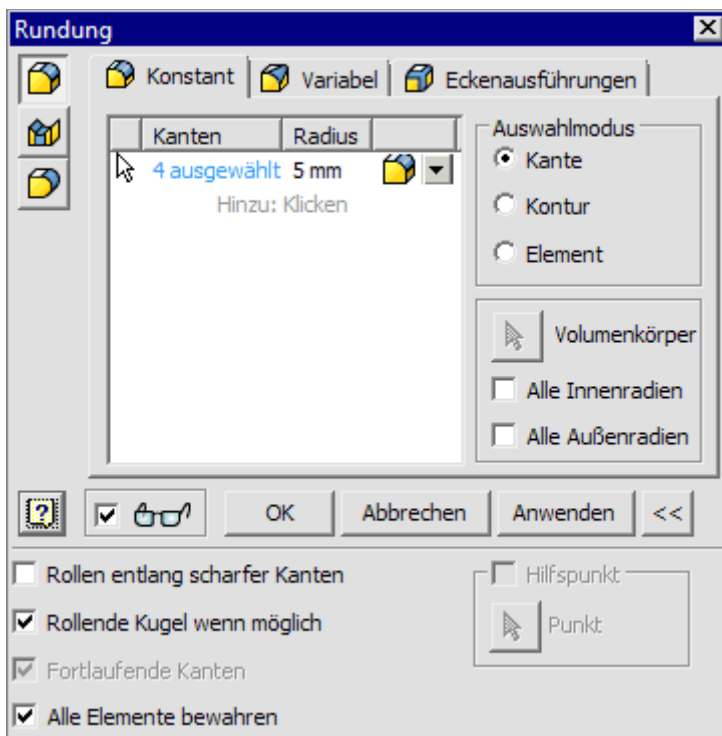 Rundung
Konstant Variabel Eckenausführungen
Kanten Radius
4 ausgewählt 5 mm
Hinzu: Klicken
Auswahlmodus
Kante
Kontur
Element
Volumenkörper
Alle Innenradien
Alle Außenradien
OK Abbrechen Anwenden <<
Rollen entlang scharfer Kanten
Rollende Kugel wenn möglich
Fortlaufende Kanten
Alle Elemente bewahren
Hilfspunkt
Punkt